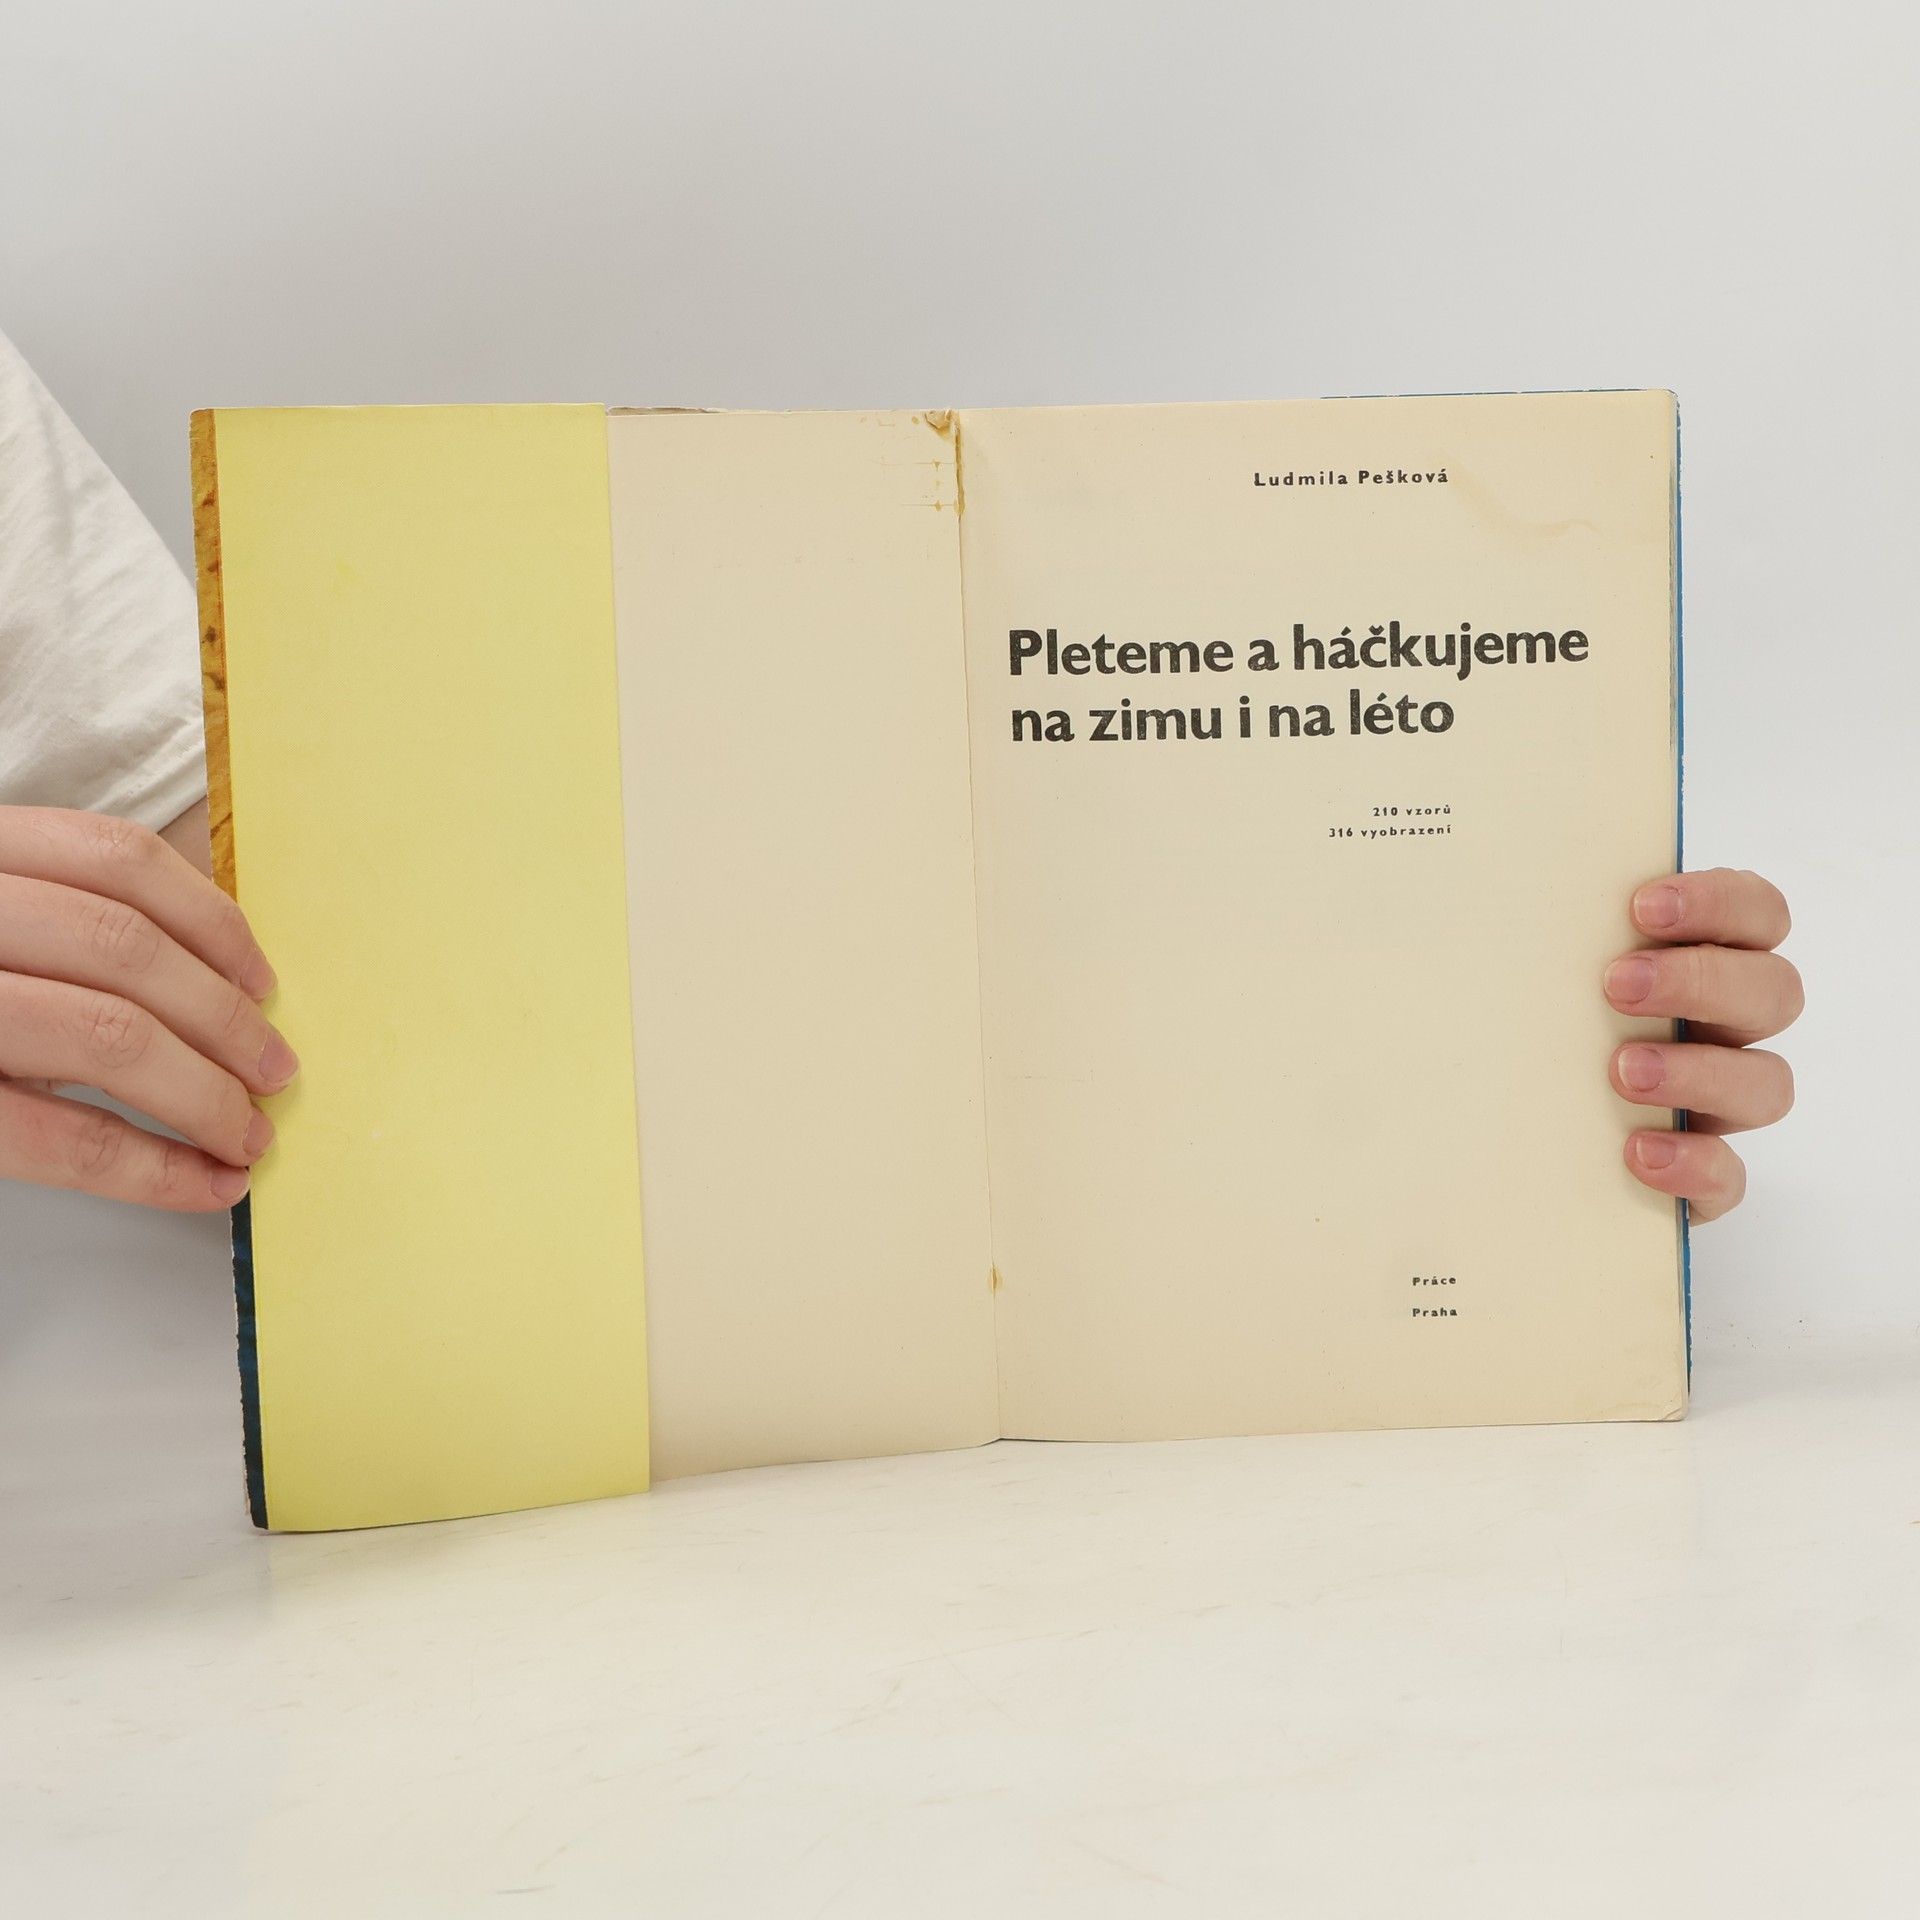 Ludmila Pešková
Pleteme a háčkujeme
na zimu i na léto
210 vzorů
316 vyobrazení
Práce
Praha